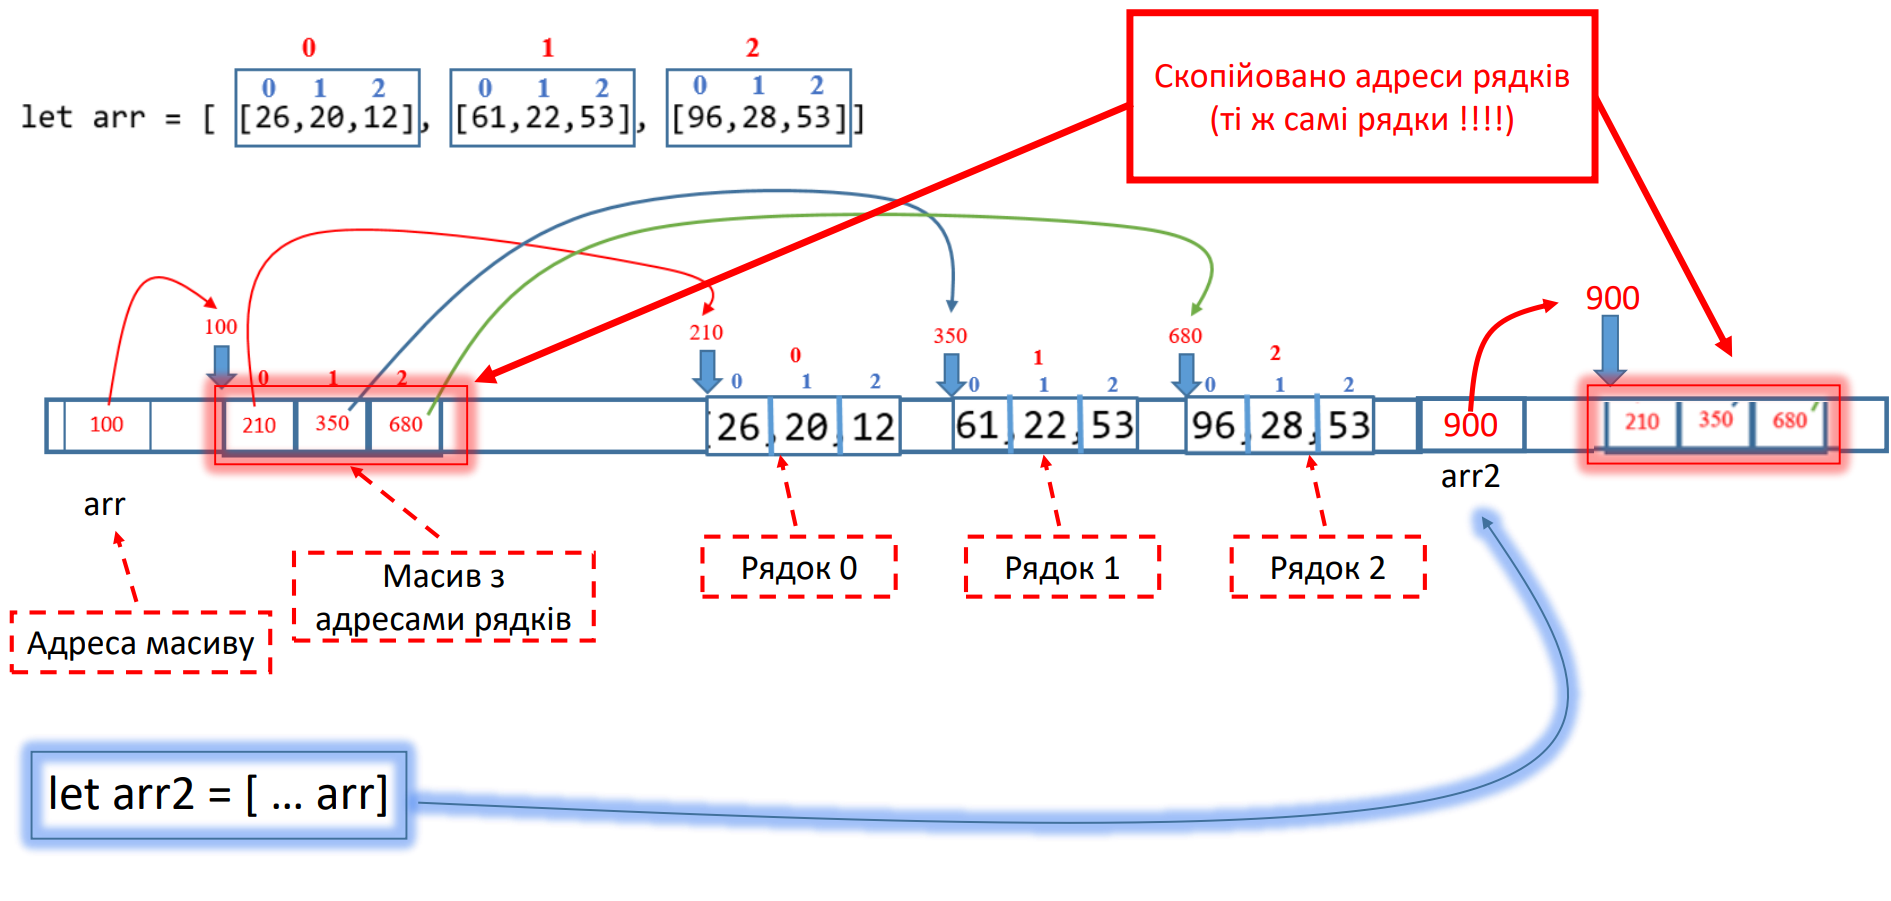 0 1 2
0 1 2 0 1 2 0 1 2
let arr = [ [26,20,12], [61,22,53], [96,28,53]]
Скопійовано адреси рядків
(ті ж самі рядки !!!!)
100 210 350 680 900
0 1 2
0 1 2
0 1 2 0 1 2 0 1 2
100 210 350 680 26,20,12 61,22,53 96,28,53 900 210 350 680
arr
arr2
Адреса масиву
Масив з
адресами рядків
Рядок 0
Рядок 1
Рядок 2
let arr2 = [ ... arr]